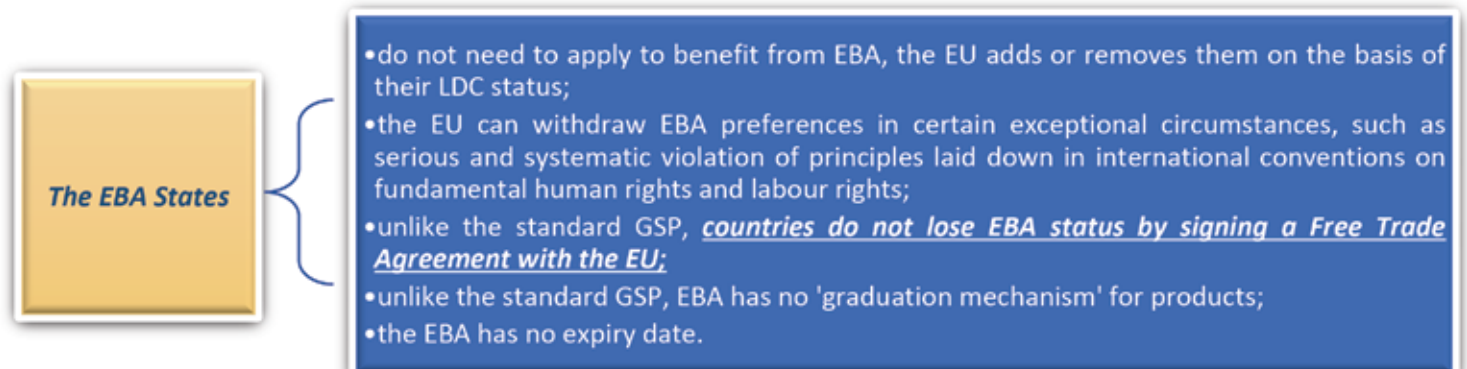 The EBA States
•do not need to apply to benefit from EBA, the EU adds or removes them on the basis of
their LDC status;
•the EU can withdraw EBA preferences in certain exceptional circumstances, such as
serious and systematic violation of principles laid down in international conventions on
fundamental human rights and labour rights;
•unlike the standard GSP, countries do not lose EBA status by signing a Free Trade
Agreement with the EU;
•unlike the standard GSP, EBA has no 'graduation mechanism' for products;
•the EBA has no expiry date.